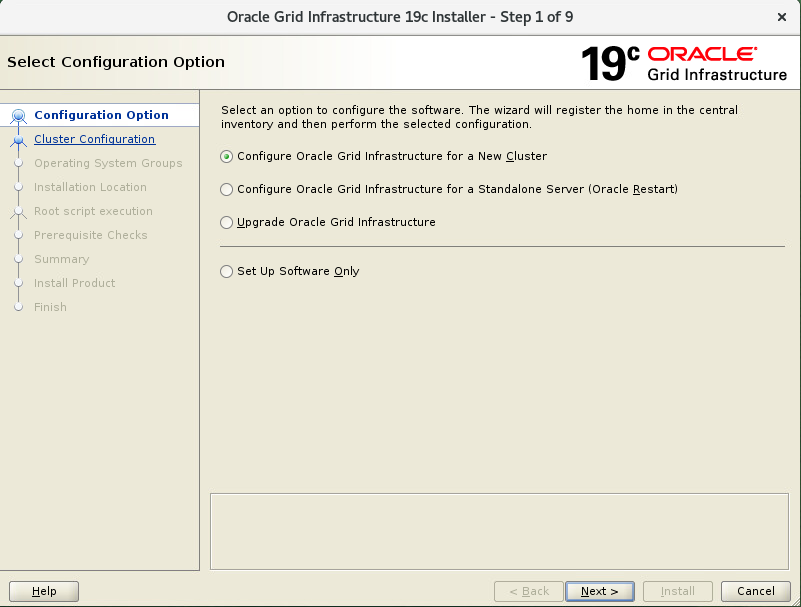 Oracle Grid Infrastructure 19c Installer - Step 1 of 9
Select Configuration Option
19c ORACLE
Grid Infrastructure
Configuration Option
Cluster Configuration
Operating System Groups
Installation Location
Root script execution
Prerequisite Checks
Summary
Install Product
Finish
Select an option to configure the software. The wizard will register the home in the central
inventory and then perform the selected configuration.
Configure Oracle Grid Infrastructure for a New Cluster
Configure Oracle Grid Infrastructure for a Standalone Server (Oracle Restart)
Upgrade Oracle Grid Infrastructure
Set Up Software Only
Help
< Back
Next >
Install
Cancel